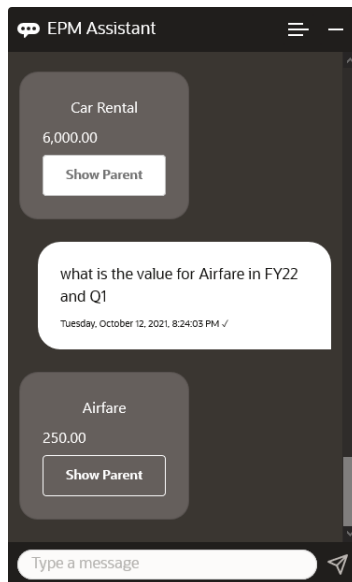 EPM Assistant
Car Rental
6,000.00
Show Parent
what is the value for Airfare in FY22
and Q1
Tuesday, October 12, 2021, 8:24:03 PM ✓
Airfare
250.00
Show Parent
Type a message